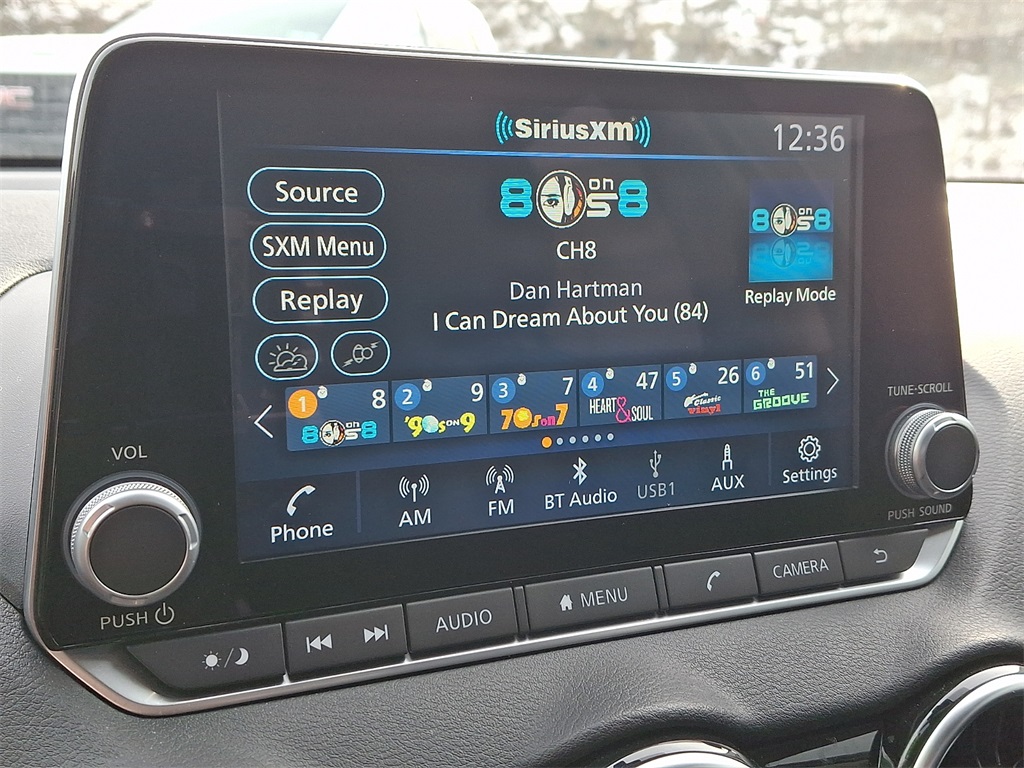 SiriusXM
12:36
Source
SXM Menu
Replay
80s on 8
CH8
Dan Hartman
I Can Dream About You (84)
80s on 8
Replay Mode
1 8
80s on 8
2 9
'90s ON 9
3 7
70s on 7
4 47
HEART & SOUL
5 26
Classic vinyl
6 51
THE GROOVE
Phone
AM
FM
BT Audio
USB1
AUX
Settings
VOL
PUSH
TUNE·SCROLL
PUSH SOUND
AUDIO
MENU
CAMERA